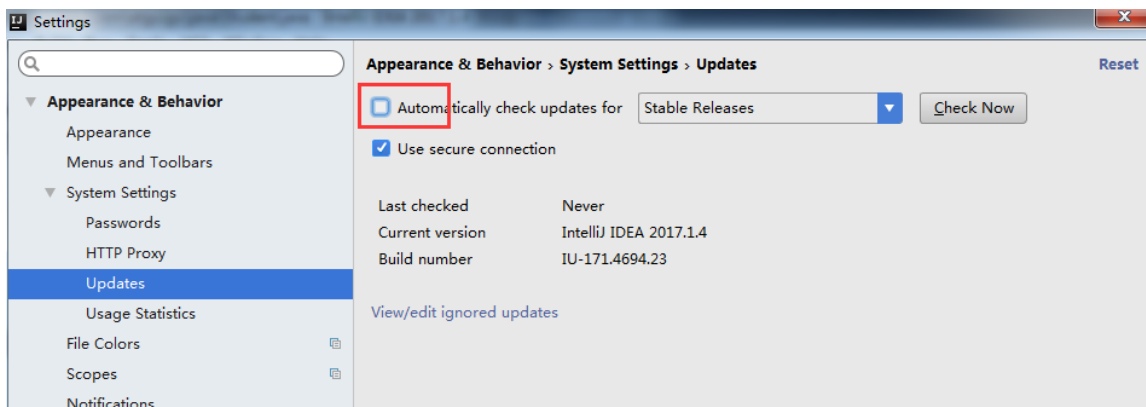 Settings
Appearance & Behavior › System Settings › Updates
Reset
Appearance & Behavior
Appearance
Menus and Toolbars
System Settings
Passwords
HTTP Proxy
Updates
Usage Statistics
File Colors
Scopes
Notifications
Automatically check updates for Stable Releases Check Now
Use secure connection
Last checked Never
Current version IntelliJ IDEA 2017.1.4
Build number IU-171.4694.23
View/edit ignored updates